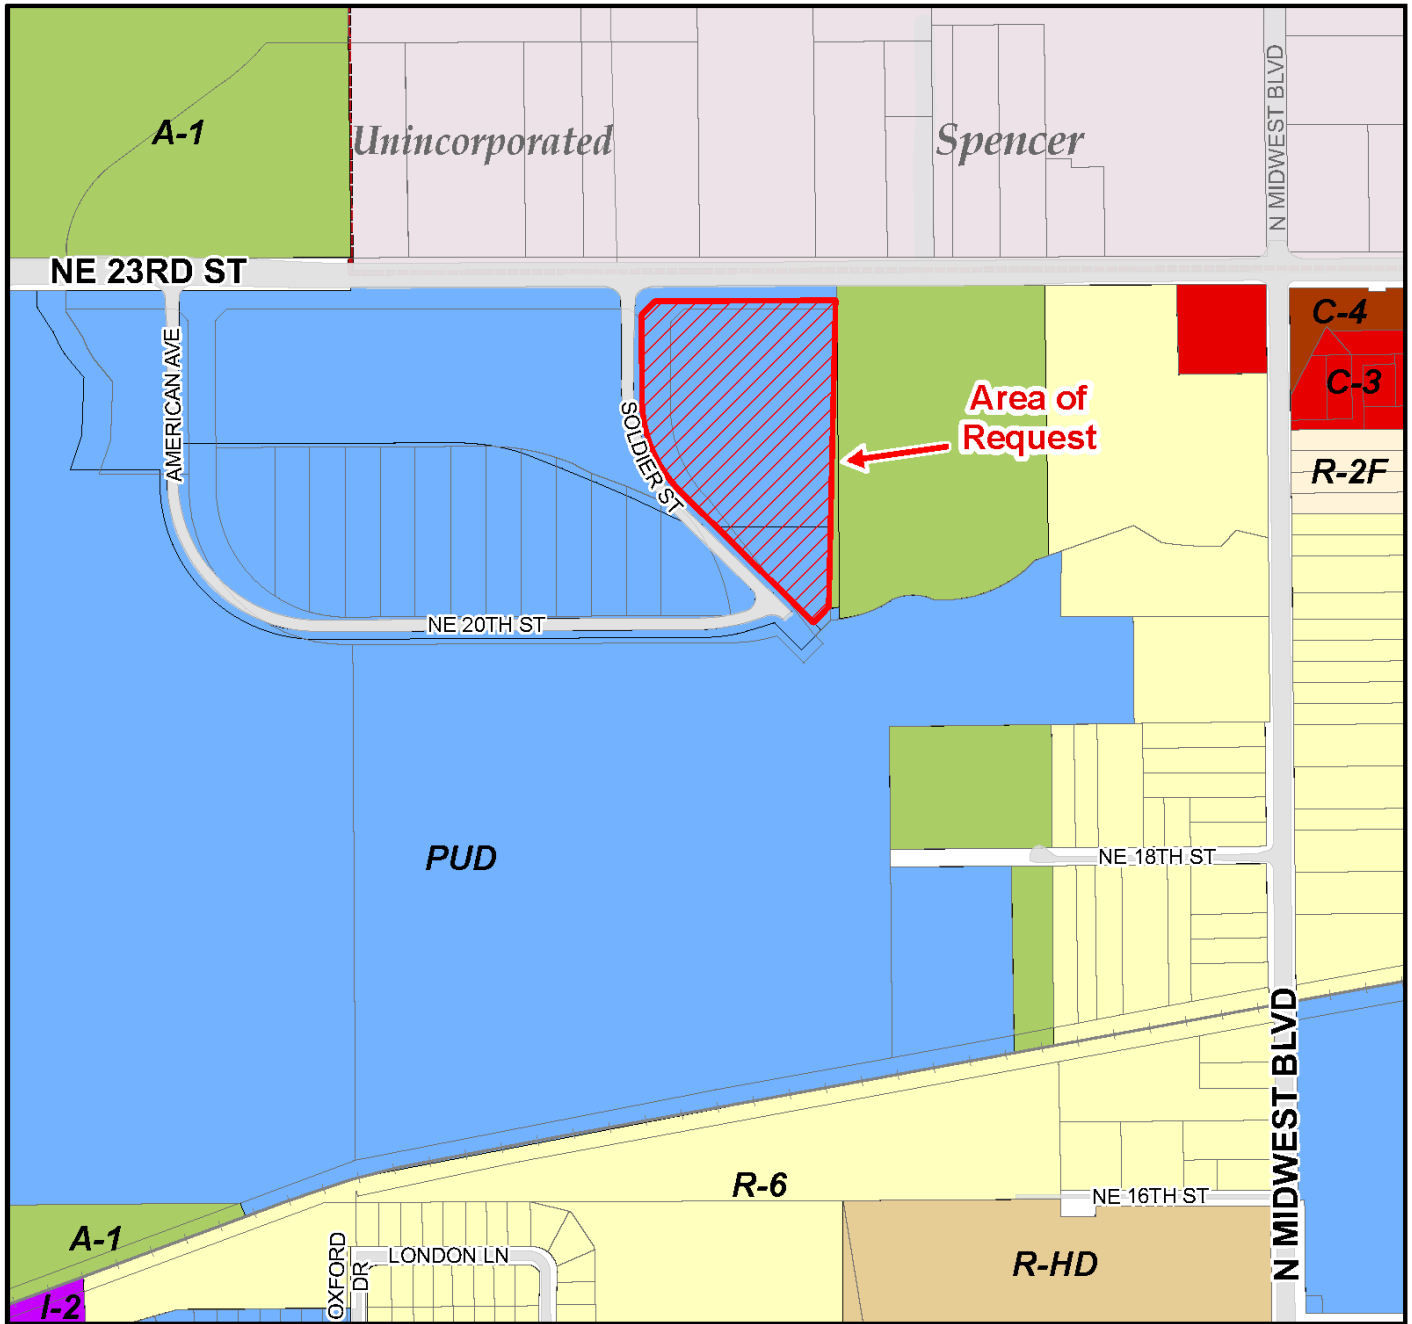 A-1
Unincorporated
Spencer
N MIDWEST BLVD
NE 23RD ST
AMERICAN AVE
SOLDIER ST
Area of
Request
C-4
C-3
R-2F
NE 20TH ST
PUD
NE 18TH ST
N MIDWEST BLVD
R-6
NE 16TH ST
A-1
OXFORD
DR
LONDON LN
R-HD
I-2